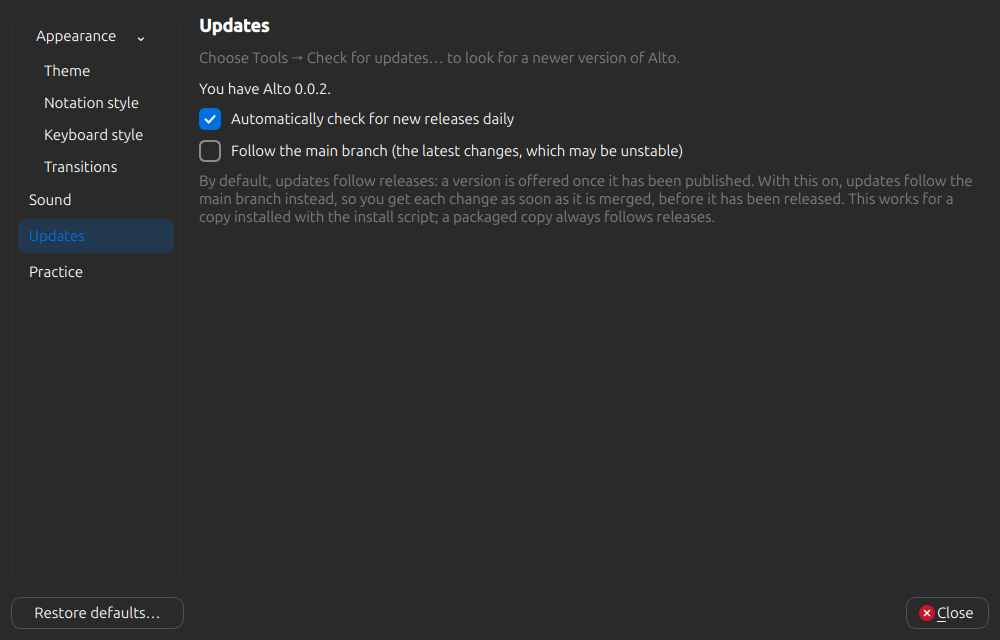 Appearance
Theme
Notation style
Keyboard style
Transitions
Sound
Updates
Practice
Updates
Choose Tools → Check for updates… to look for a newer version of Alto.
You have Alto 0.0.2.
Automatically check for new releases daily
Follow the main branch (the latest changes, which may be unstable)
By default, updates follow releases: a version is offered once it has been published. With this on, updates follow the
main branch instead, so you get each change as soon as it is merged, before it has been released. This works for a
copy installed with the install script; a packaged copy always follows releases.
Restore defaults…
Close